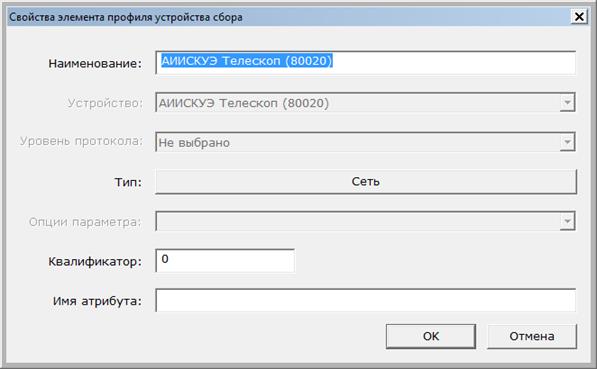 Свойства элемента профиля устройства сбора
Наименование: АИИСКУЭ Телескоп (80020)
Устройство: АИИСКУЭ Телескоп (80020)
Уровень протокола: Не выбрано
Тип: Сеть
Опции параметра:
Квалификатор: 0
Имя атрибута:
OK Отмена